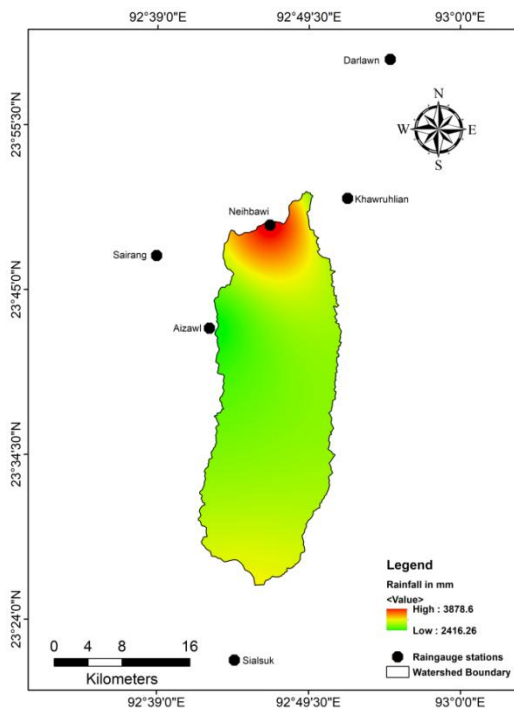 92°39'0"E 92°49'30"E 93°0'0"E
Darlawn
23°55'30"N
N
W E
S
Khawruhlian
Neihbawi
Sairang
23°45'0"N
Aizawl
23°34'30"N
Legend
Rainfall in mm
<Value>
High : 3878.6
Low : 2416.26
23°24'0"N
0 4 8 16
Kilometers
Sialsuk
Raingauge stations
Watershed Boundary
92°39'0"E 92°49'30"E 93°0'0"E